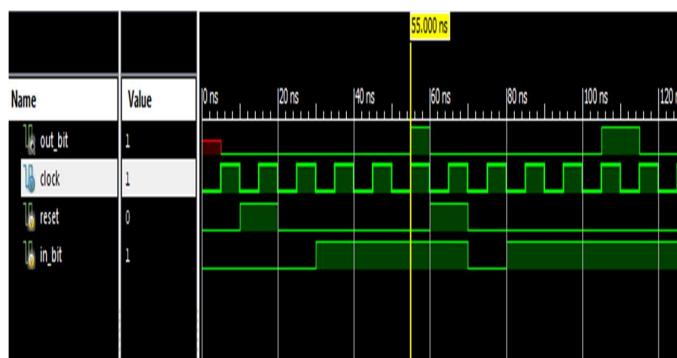 55.000 ns
Name Value 0 ns 20 ns 40 ns 60 ns 80 ns 100 ns 120
out_bit 1
clock 1
reset 0
in_bit 1